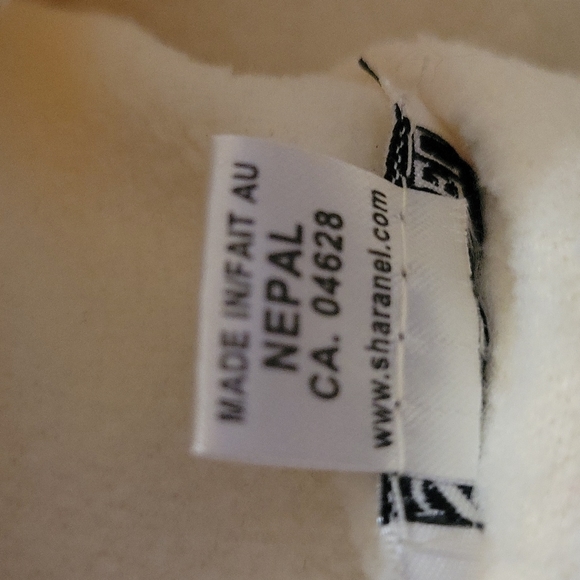 MADE IN/FAIT AU
NEPAL
CA. 04628
www.sharanel.com